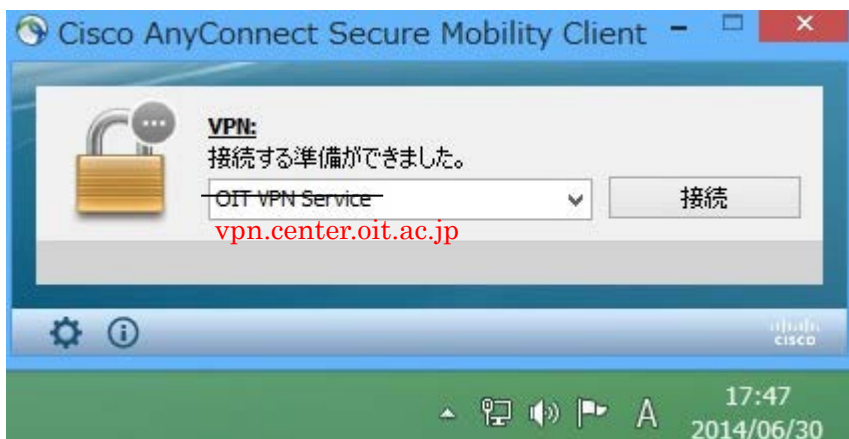 Cisco AnyConnect Secure Mobility Client
VPN:
接続する準備ができました。
OIT VPN Service
接続
vpn.center.oit.ac.jp
CISCO
A
17:47
2014/06/30